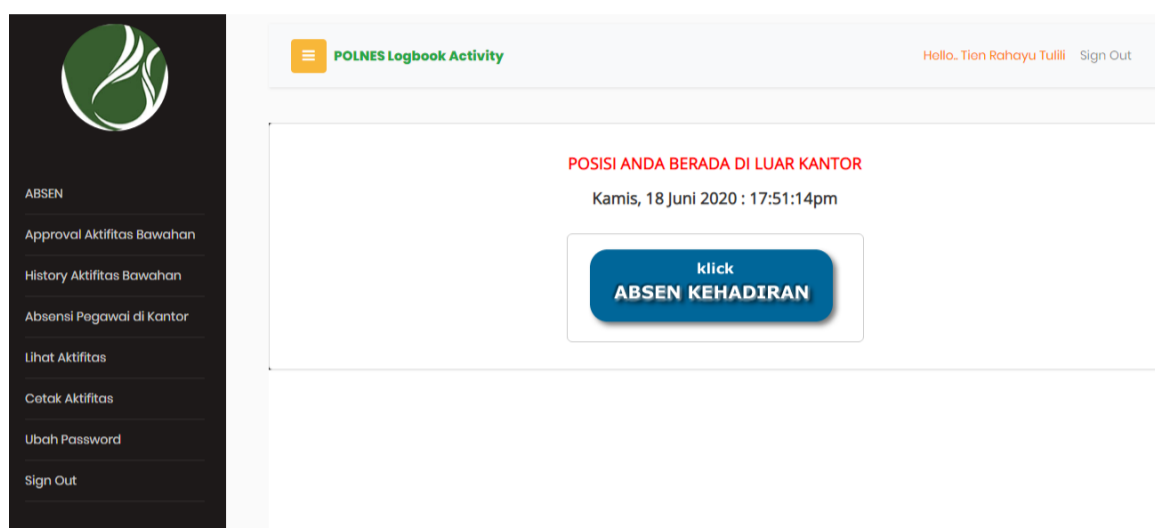 POLNES Logbook Activity
Hello.. Tien Rahayu Tulili Sign Out
ABSEN
Approval Aktifitas Bawahan
History Aktifitas Bawahan
Absensi Pegawai di Kantor
Lihat Aktifitas
Cetak Aktifitas
Ubah Password
Sign Out
POSISI ANDA BERADA DI LUAR KANTOR
Kamis, 18 Juni 2020 : 17:51:14pm
klick
ABSEN KEHADIRAN